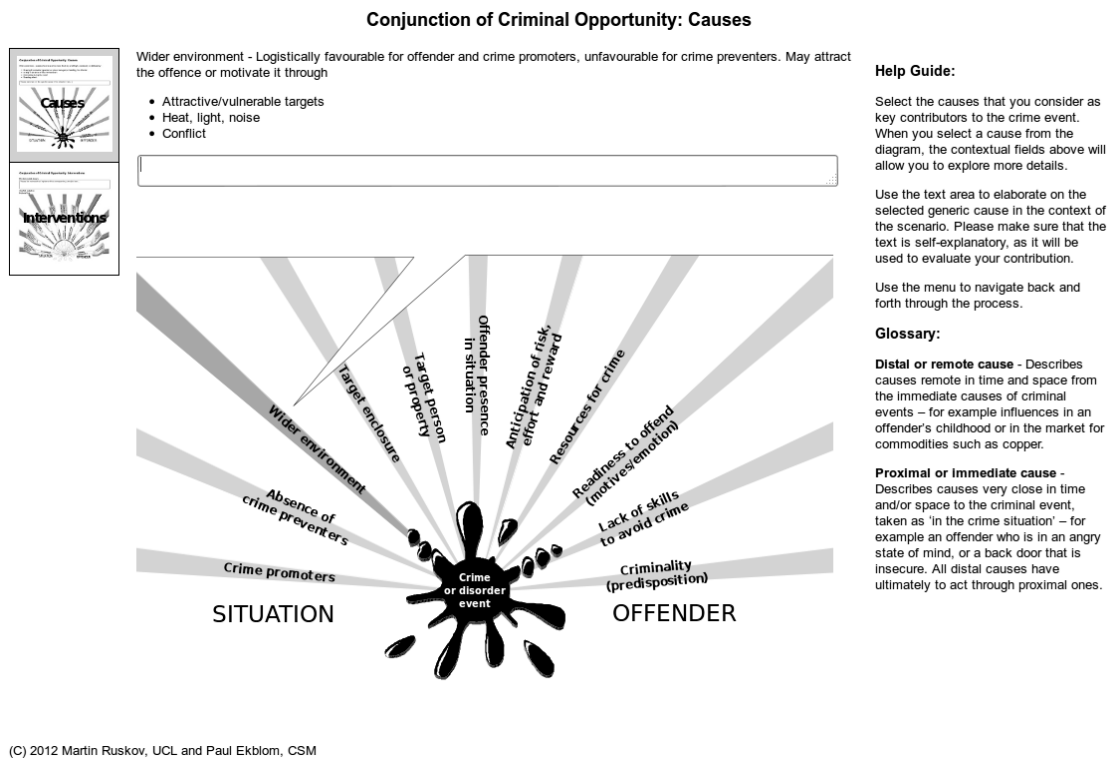 Conjunction of Criminal Opportunity: Causes
Causes
Interventions
Wider environment - Logistically favourable for offender and crime promoters, unfavourable for crime preventers. May attract
the offence or motivate it through
Attractive/vulnerable targets
Heat, light, noise
Conflict
Crime promoters
Absence of
crime preventers
Wider environment
Target enclosure
Target person
or property
Offender presence
in situation
Anticipation of risk,
effort and reward
Resources for crime
Readiness to offend
(motives/emotion)
Lack of skills
to avoid crime
Criminality
(predisposition)
Crime
or disorder
event
SITUATION
OFFENDER
Help Guide:
Select the causes that you consider as
key contributors to the crime event.
When you select a cause from the
diagram, the contextual fields above will
allow you to explore more details.
Use the text area to elaborate on the
selected generic cause in the context of
the scenario. Please make sure that the
text is self-explanatory, as it will be
used to evaluate your contribution.
Use the menu to navigate back and
forth through the process.
Glossary:
Distal or remote cause - Describes
causes remote in time and space from
the immediate causes of criminal
events – for example influences in an
offender's childhood or in the market for
commodities such as copper.
Proximal or immediate cause -
Describes causes very close in time
and/or space to the criminal event,
taken as 'in the crime situation' – for
example an offender who is in an angry
state of mind, or a back door that is
insecure. All distal causes have
ultimately to act through proximal ones.
(C) 2012 Martin Ruskov, UCL and Paul Ekblom, CSM